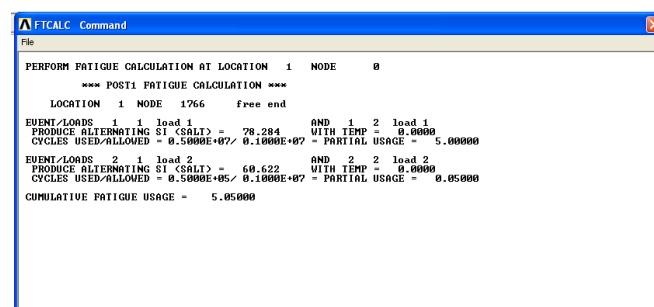 FTCALC Command
File
PERFORM FATIGUE CALCULATION AT LOCATION 1 NODE 0
*** POST1 FATIGUE CALCULATION ***
LOCATION 1 NODE 1766 free end
EVENT/LOADS 1 1 load 1 AND 1 2 load 1
PRODUCE ALTERNATING SI (SALT) = 78.284 WITH TEMP = 0.0000
CYCLES USED/ALLOWED = 0.5000E+07/ 0.1000E+07 = PARTIAL USAGE = 5.00000
EVENT/LOADS 2 1 load 2 AND 2 2 load 2
PRODUCE ALTERNATING SI (SALT) = 60.622 WITH TEMP = 0.0000
CYCLES USED/ALLOWED = 0.5000E+05/ 0.1000E+07 = PARTIAL USAGE = 0.05000
CUMULATIVE FATIGUE USAGE = 5.05000